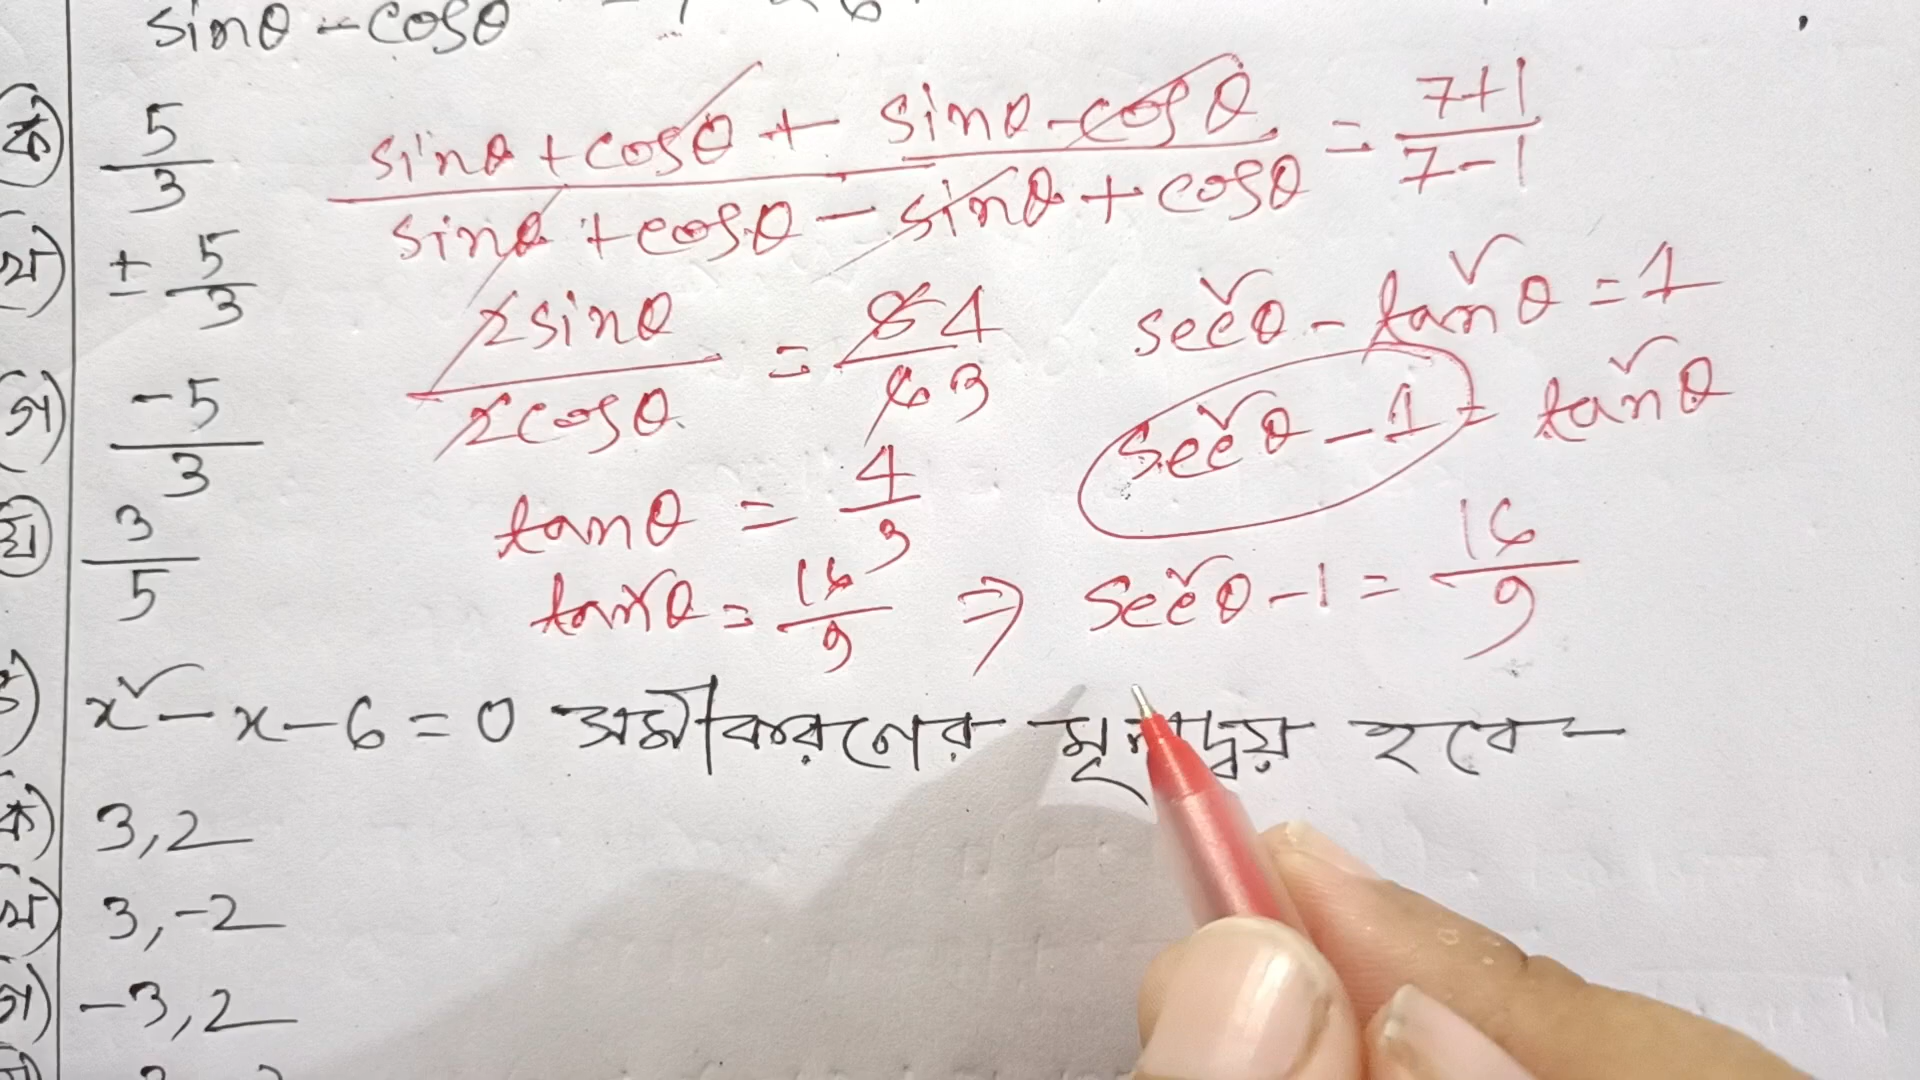 sinθ - cosθ
(ক) 5/3
(sinθ + cosθ + sinθ - cosθ)/(sinθ + cosθ - sinθ + cosθ) = (7+1)/(7-1)
(খ) ± 5/3
2sinθ/2cosθ = 8 4/6 3
sec²θ - tan²θ = 1
(গ) -5/3
sec²θ - 1 = tan²θ
tanθ = 4/3
(ঘ) 3/5
tan²θ = 16/9 ⇒ sec²θ - 1 = 16/9
x² - x - 6 = 0 সমীকরণের মূলদ্বয় হবে -
(ক) 3, 2
(খ) 3, -2
(গ) -3, 2